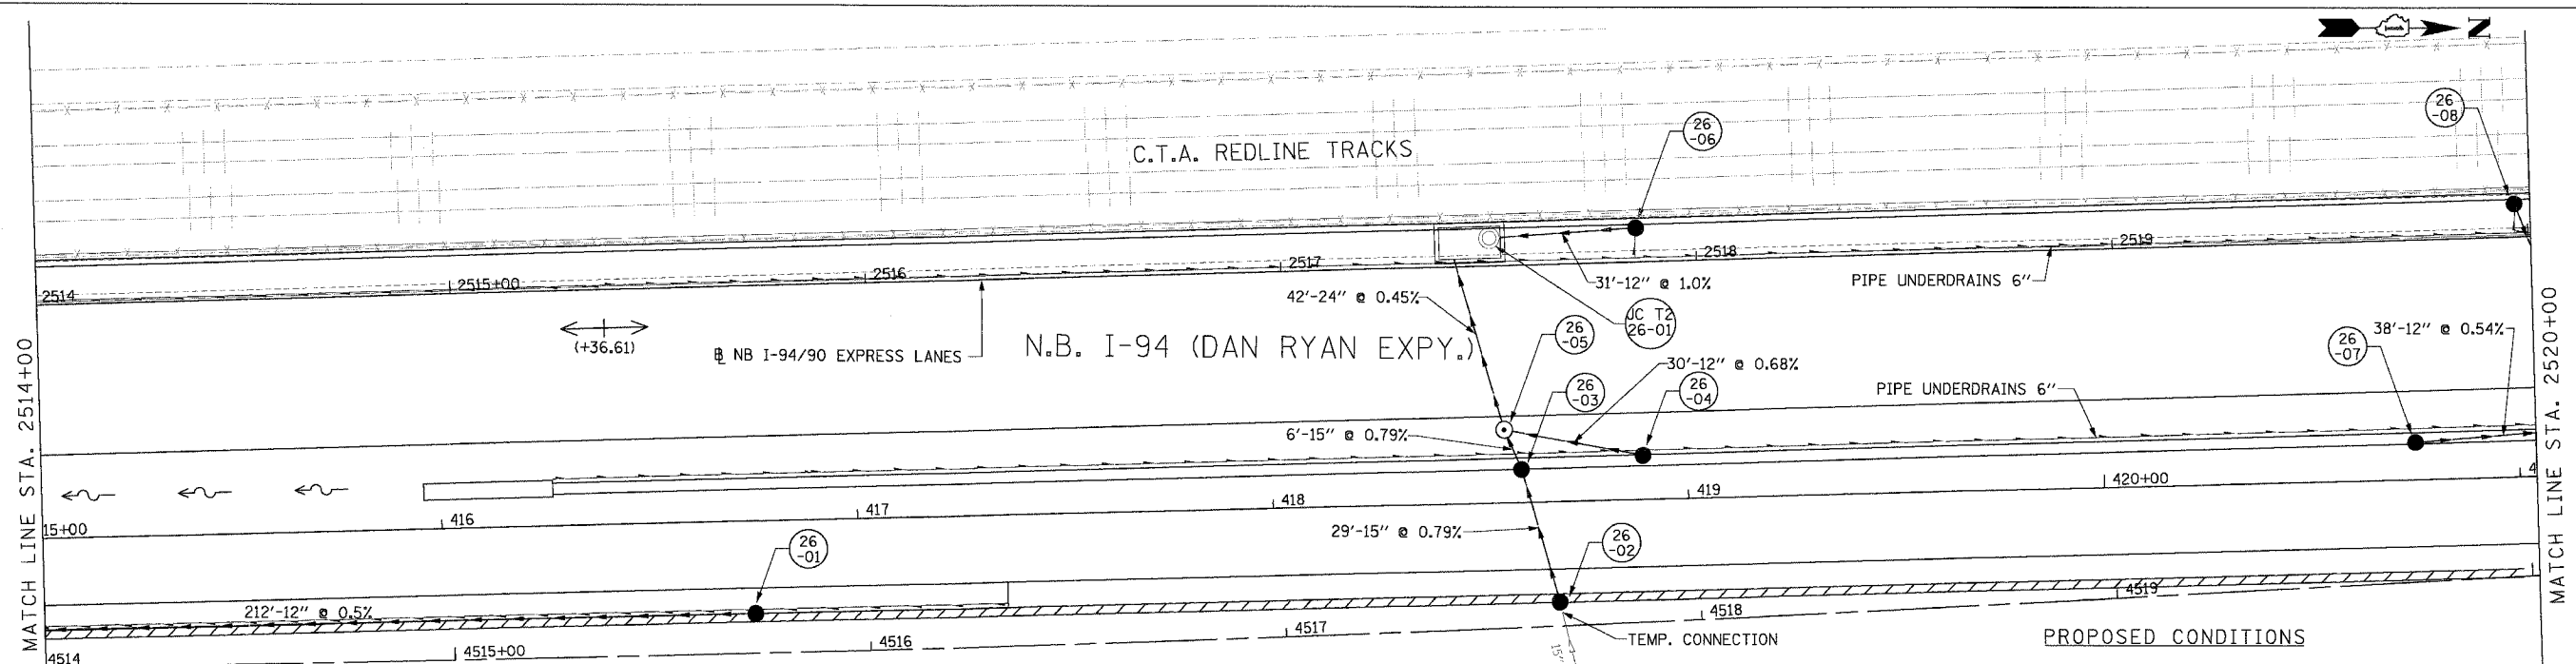 N
26
-08
26
-06
C.T.A. REDLINE TRACKS
2514
2515+00
2516
2517
2518
2519
31'-12" @ 1.0%
PIPE UNDERDRAINS 6"
42'-24" @ 0.45%
JC T2
26-01
(+36.61)
NB I-94/90 EXPRESS LANES
N.B. I-94 (DAN RYAN EXPY.)
26
-05
38'-12" @ 0.54%
26
-07
30'-12" @ 0.68%
26
-03
26
-04
PIPE UNDERDRAINS 6"
6'-15" @ 0.79%
MATCH LINE STA. 2514+00
MATCH LINE STA. 2520+00
15+00
416
417
418
419
420+00
4
26
-01
29'-15" @ 0.79%
26
-02
212'-12" @ 0.5%
4514
4515+00
4516
4517
4518
4519
TEMP. CONNECTION
15"
PROPOSED CONDITIONS